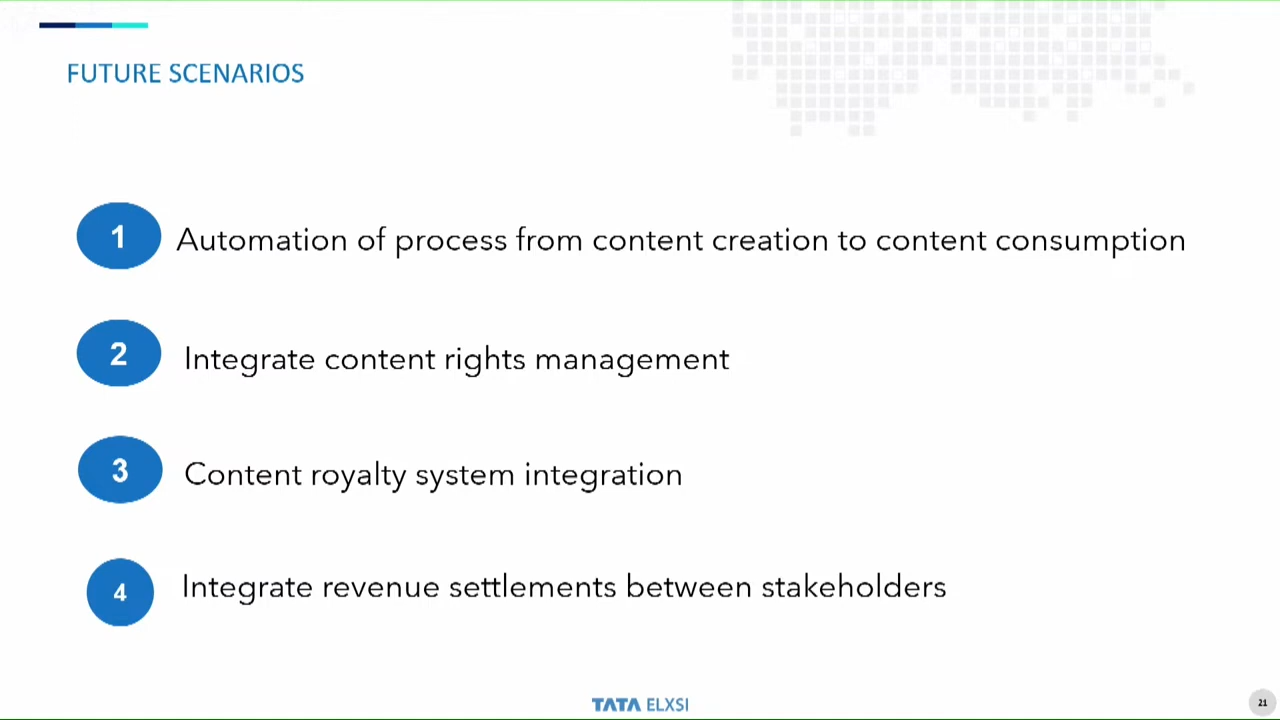 FUTURE SCENARIOS
1 Automation of process from content creation to content consumption
2 Integrate content rights management
3 Content royalty system integration
4 Integrate revenue settlements between stakeholders
TATA ELXSI
21